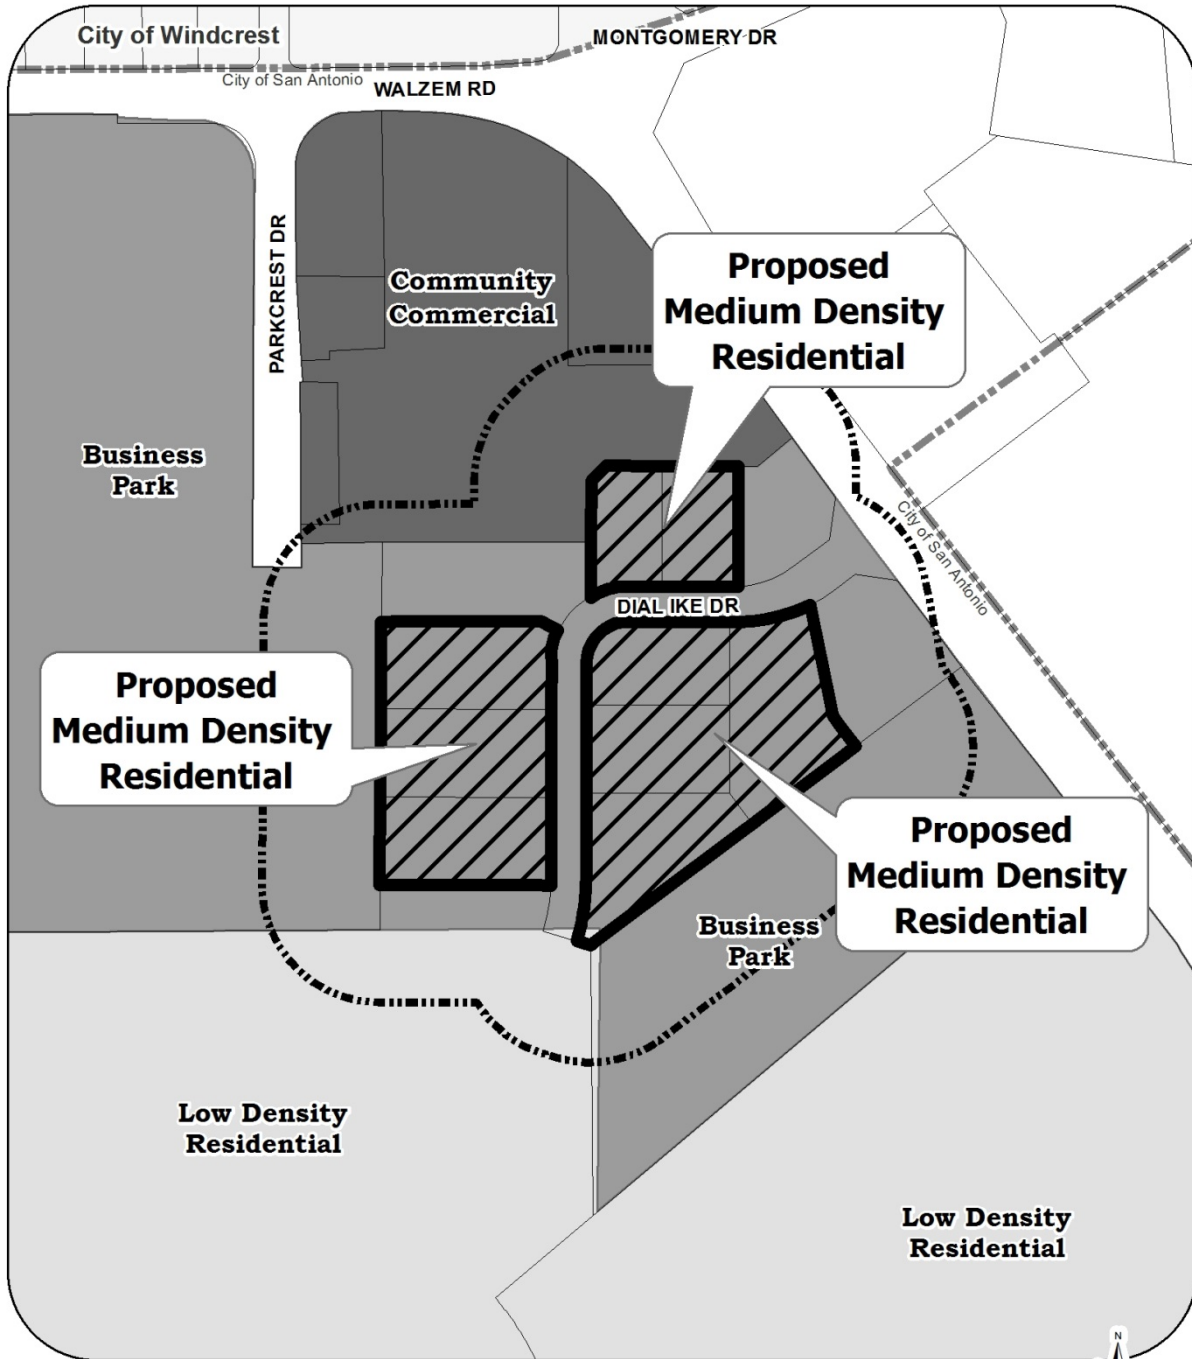 City of Windcrest
MONTGOMERY DR
City of San Antonio
WALZEM RD
PARKCREST DR
Community
Commercial
Proposed
Medium Density
Residential
Business
Park
City of San Antonio
DIAL IKE DR
Proposed
Medium Density
Residential
Proposed
Medium Density
Residential
Business
Park
Low Density
Residential
Low Density
Residential
N